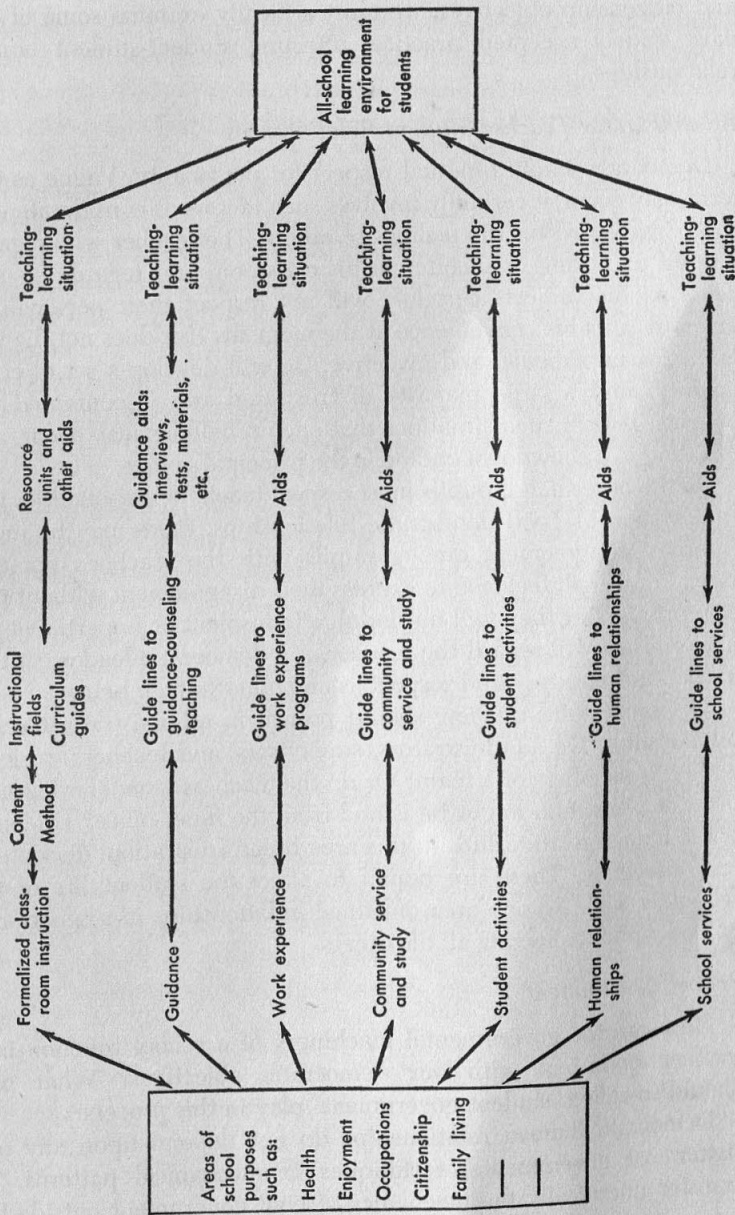 Areas of
school
purposes
such as:
Health
Enjoyment
Occupations
Citizenship
Family living
Formalized class-
room instruction
Content
Method
Instructional
fields
Curriculum
guides
Resource
units and
other aids
Teaching-
learning
situation
Guidance
Guide lines to
guidance-counseling
teaching
Guidance aids:
interviews,
tests, materials,
etc.
Teaching-
learning
situation
Work experience
Guide lines to
work experience
programs
Aids
Teaching-
learning
situation
Community service
and study
Guide lines to
community
service and study
Aids
Teaching-
learning
situation
Student activities
Guide lines to
student activities
Aids
Teaching-
learning
situation
Human relation-
ships
Guide lines to
human relationships
Aids
Teaching-
learning
situation
School services
Guide lines to
school services
Aids
Teaching-
learning
situation
All-school
learning
environment
for
students